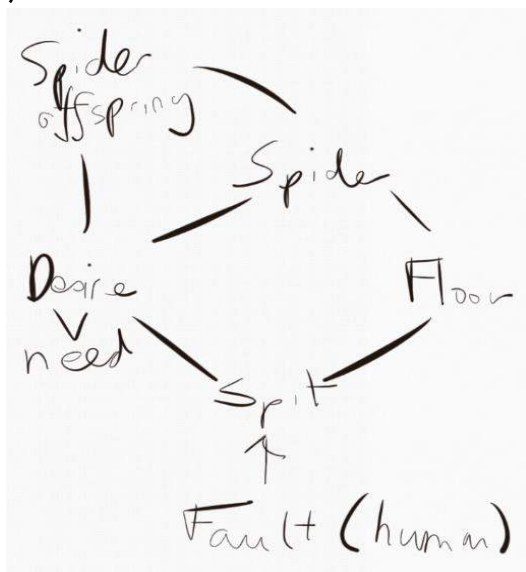 Spider
offspring
Spider
Desire
Floor
V
need
Spit
Fault (human)